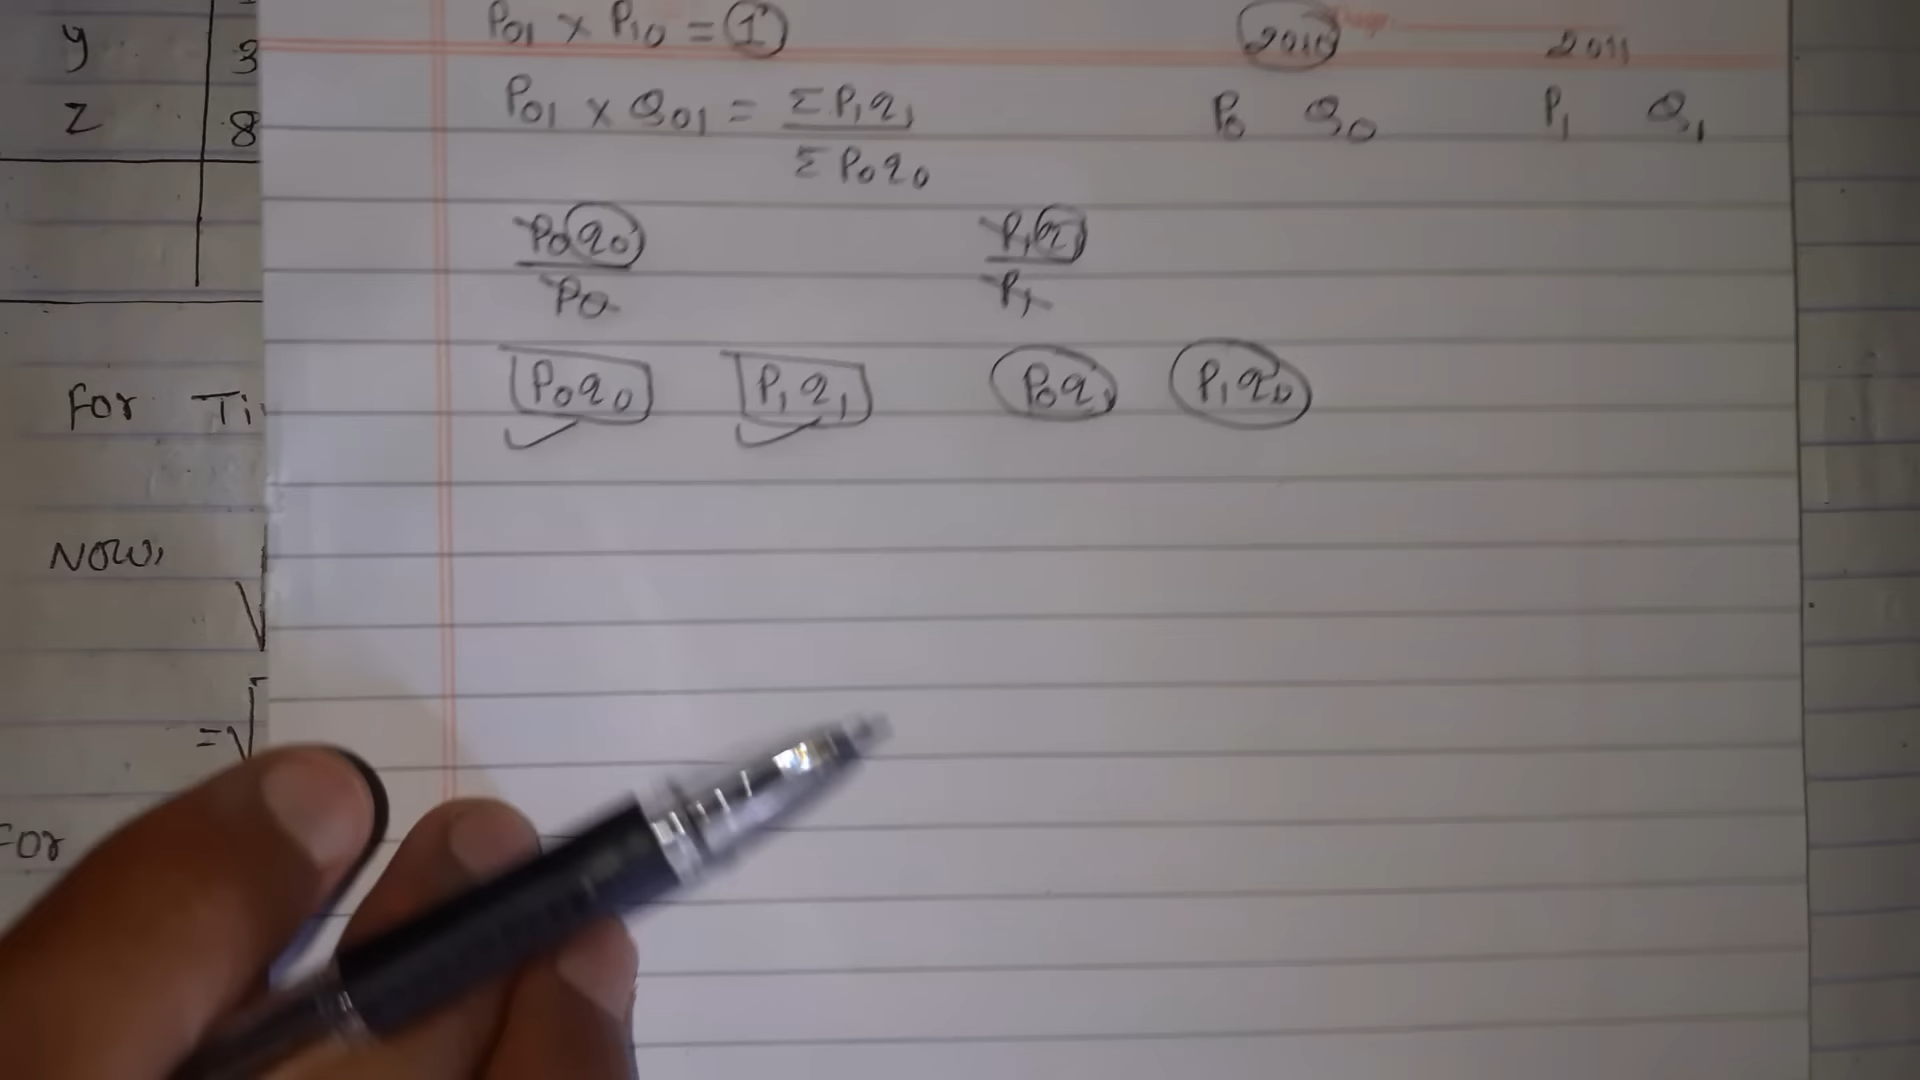 y 3
z 8
For Ti
Now,
√
=√
For
P01 × P10 = 1
P01 × Q01 = ΣP1q1 / ΣP0q0
2010 2011
P0 Q0 P1 Q1
P0q0 / P0 P1q1 / P1
P0q0 P1q1 P0q1 P1q0